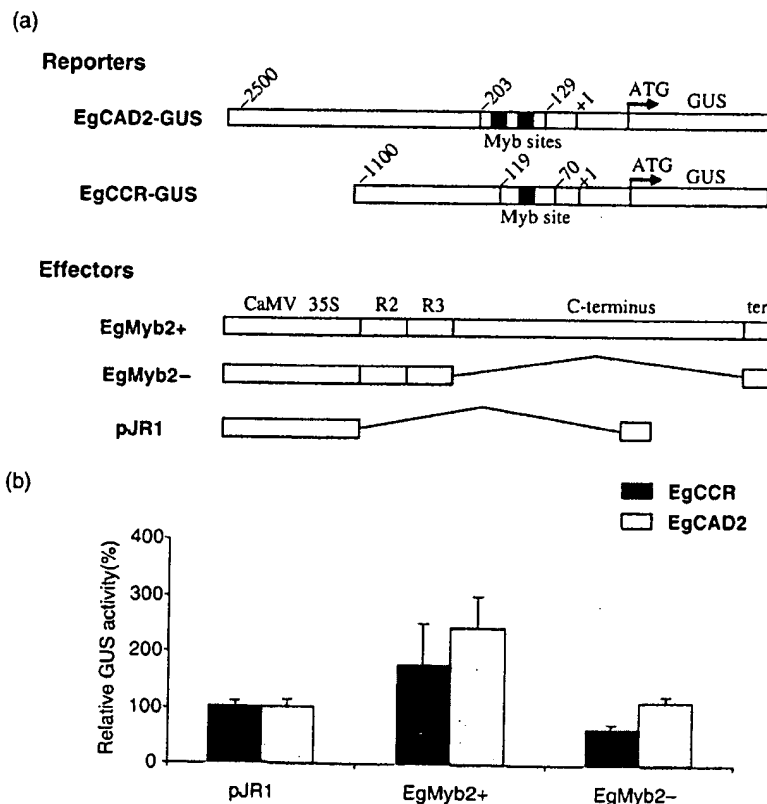 (a)
Reporters
−2500 −203 −129 +1 ATG GUS
EgCAD2-GUS
Myb sites
−1100 −119 −70 +1 ATG GUS
EgCCR-GUS
Myb site
Effectors
CaMV 35S R2 R3 C-terminus ter
EgMyb2+
EgMyb2−
pJR1
(b)
EgCCR
EgCAD2
400
300
200
100
0
Relative GUS activity(%)
pJR1 EgMyb2+ EgMyb2−